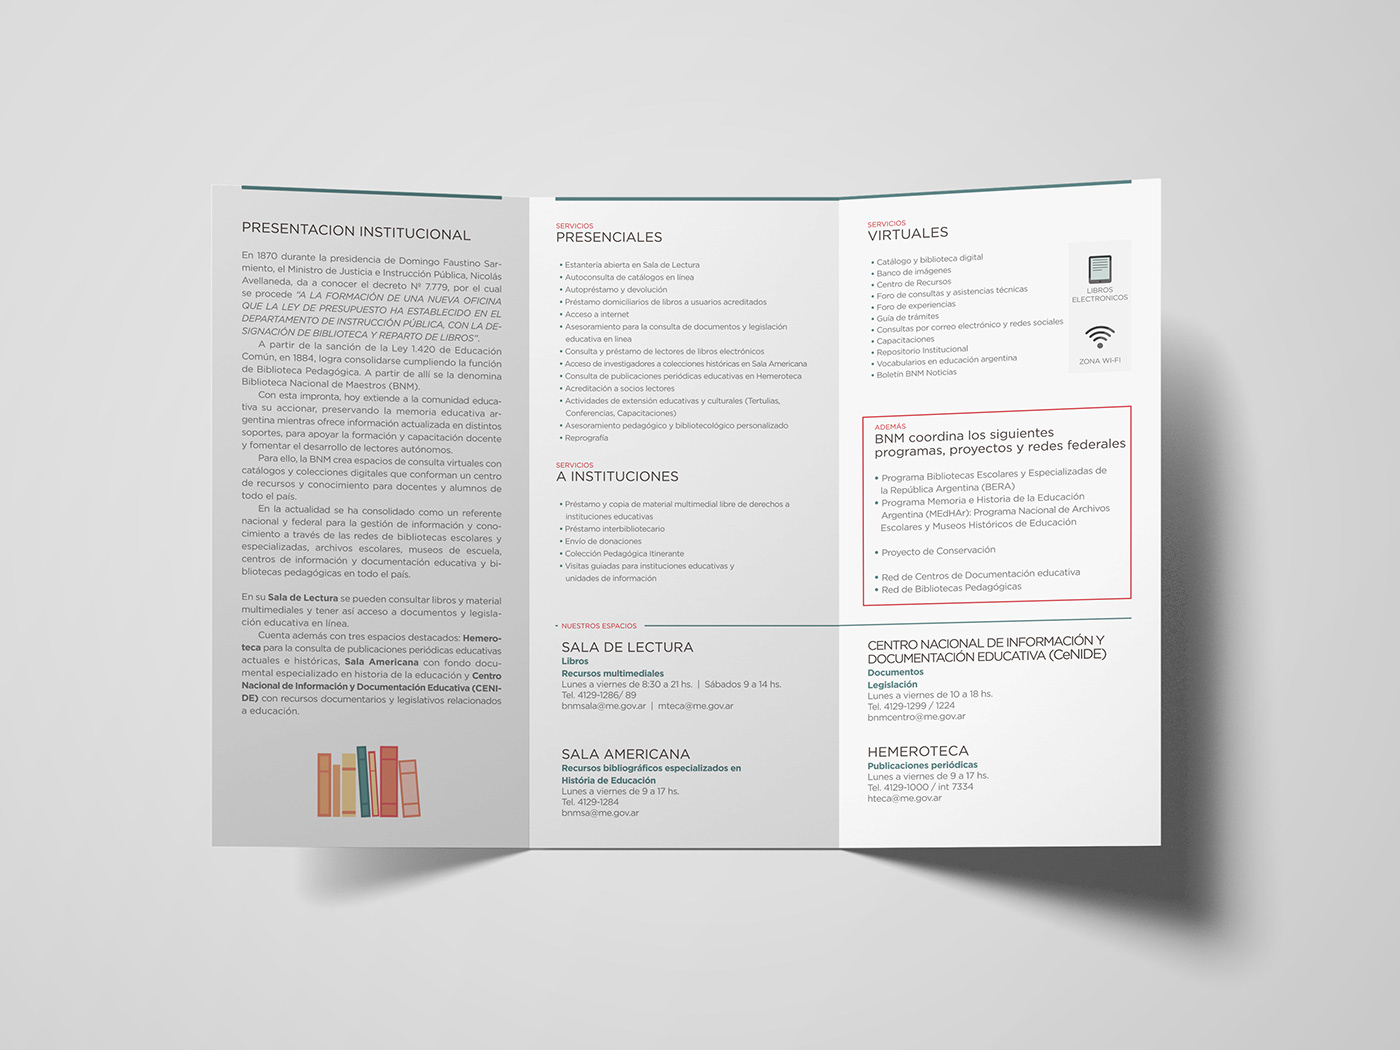 PRESENTACION INSTITUCIONAL
En 1870 durante la presidencia de Domingo Faustino Sar-
miento, el Ministro de Justicia e Instrucción Pública, Nicolás
Avellaneda, da a conocer el decreto Nº 7.779, por el cual
se procede "A LA FORMACIÓN DE UNA NUEVA OFICINA
QUE LA LEY DE PRESUPUESTO HA ESTABLECIDO EN EL
DEPARTAMENTO DE INSTRUCCIÓN PÚBLICA, CON LA DE-
SIGNACIÓN DE BIBLIOTECA Y REPARTO DE LIBROS".
A partir de la sanción de la Ley 1.420 de Educación
Común, en 1884, logra consolidarse cumpliendo la función
de Biblioteca Pedagógica. A partir de allí se la denomina
Biblioteca Nacional de Maestros (BNM).
Con esta impronta, hoy extiende a la comunidad educa-
tiva su accionar, preservando la memoria educativa ar-
gentina mientras ofrece información actualizada en distintos
soportes, para apoyar la formación y capacitación docente
y fomentar el desarrollo de lectores autónomos.
Para ello, la BNM crea espacios de consulta virtuales con
catálogos y colecciones digitales que conforman un centro
de recursos y conocimiento para docentes y alumnos de
todo el país.
En la actualidad se ha consolidado como un referente
nacional y federal para la gestión de información y cono-
cimiento a través de las redes de bibliotecas escolares y
especializadas, archivos escolares, museos de escuela,
centros de información y documentación educativa y bi-
bliotecas pedagógicas en todo el país.
En su Sala de Lectura se pueden consultar libros y material
multimediales y tener así acceso a documentos y legisla-
ción educativa en línea.
Cuenta además con tres espacios destacados: Hemero-
teca para la consulta de publicaciones periódicas educativas
actuales e históricas, Sala Americana con fondo docu-
mental especializado en historia de la educación y Centro
Nacional de Información y Documentación Educativa (CENI-
DE) con recursos documentarios y legislativos relacionados
a educación.
SERVICIOS
PRESENCIALES
• Estantería abierta en Sala de Lectura
• Autoconsulta de catálogos en línea
• Autopréstamo y devolución
• Préstamo domiciliarios de libros a usuarios acreditados
• Acceso a internet
• Asesoramiento para la consulta de documentos y legislación
educativa en línea
• Consulta y préstamo de lectores de libros electrónicos
• Acceso de investigadores a colecciones históricas en Sala Americana
• Consulta de publicaciones periódicas educativas en Hemeroteca
• Acreditación a socios lectores
• Actividades de extensión educativas y culturales (Tertulias,
Conferencias, Capacitaciones)
• Asesoramiento pedagógico y bibliotecológico personalizado
• Reprografía
SERVICIOS
A INSTITUCIONES
• Préstamo y copia de material multimedial libre de derechos a
instituciones educativas
• Préstamo interbibliotecario
• Envío de donaciones
• Colección Pedagógica Itinerante
• Visitas guiadas para instituciones educativas y
unidades de información
NUESTROS ESPACIOS
SALA DE LECTURA
Libros
Recursos multimediales
Lunes a viernes de 8:30 a 21 hs. | Sábados 9 a 14 hs.
Tel. 4129-1286/ 89
bnmsala@me.gov.ar | mteca@me.gov.ar
SALA AMERICANA
Recursos bibliográficos especializados en
História de Educación
Lunes a viernes de 9 a 17 hs.
Tel. 4129-1284
bnmsa@me.gov.ar
SERVICIOS
VIRTUALES
• Catálogo y biblioteca digital
• Banco de imágenes
• Centro de Recursos
• Foro de consultas y asistencias técnicas
• Foro de experiencias
• Guía de trámites
• Consultas por correo electrónico y redes sociales
• Capacitaciones
• Repositorio Institucional
• Vocabularios en educación argentina
• Boletín BNM Noticias
LIBROS
ELECTRONICOS
ZONA WI-FI
ADEMÁS
BNM coordina los siguientes
programas, proyectos y redes federales
• Programa Bibliotecas Escolares y Especializadas de
la República Argentina (BERA)
• Programa Memoria e Historia de la Educación
Argentina (MEdHAr): Programa Nacional de Archivos
Escolares y Museos Históricos de Educación
• Proyecto de Conservación
• Red de Centros de Documentación educativa
• Red de Bibliotecas Pedagógicas
CENTRO NACIONAL DE INFORMACIÓN Y
DOCUMENTACIÓN EDUCATIVA (CeNIDE)
Documentos
Legislación
Lunes a viernes de 10 a 18 hs.
Tel. 4129-1299 / 1224
bnmcentro@me.gov.ar
HEMEROTECA
Publicaciones periódicas
Lunes a viernes de 9 a 17 hs.
Tel. 4129-1000 / int 7334
hteca@me.gov.ar